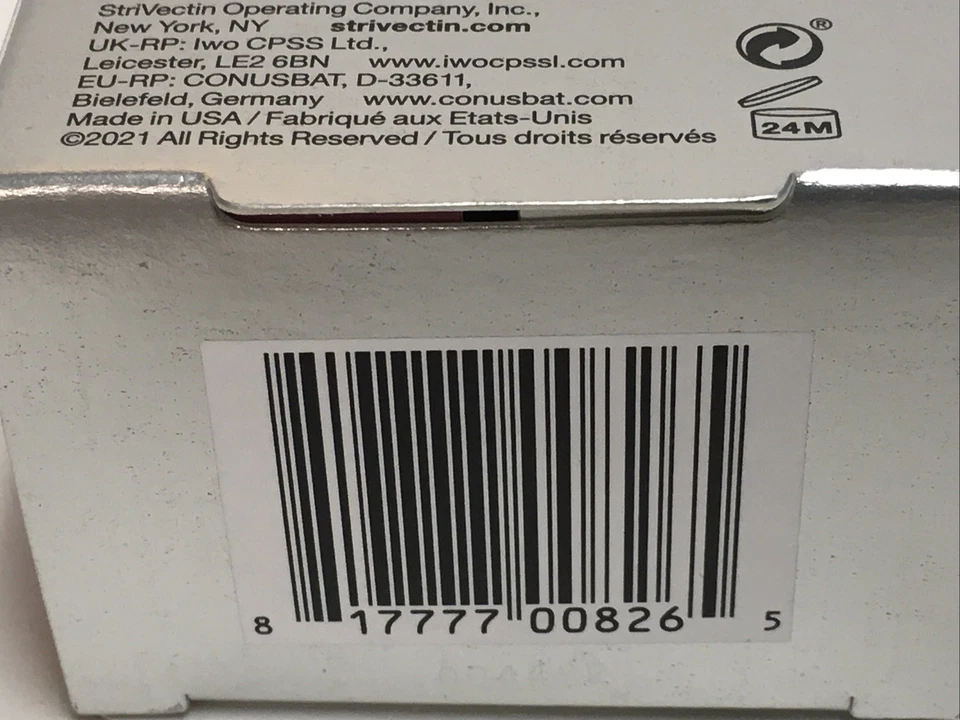 StriVectin Operating Company, Inc.,
New York, NY strivectin.com
UK-RP: Iwo CPSS Ltd.,
Leicester, LE2 6BN www.iwocpssl.com
EU-RP: CONUSBAT, D-33611,
Bielefeld, Germany www.conusbat.com
Made in USA / Fabriqué aux Etats-Unis
©2021 All Rights Reserved / Tous droits réservés
®
24M
8 17777 00826 5